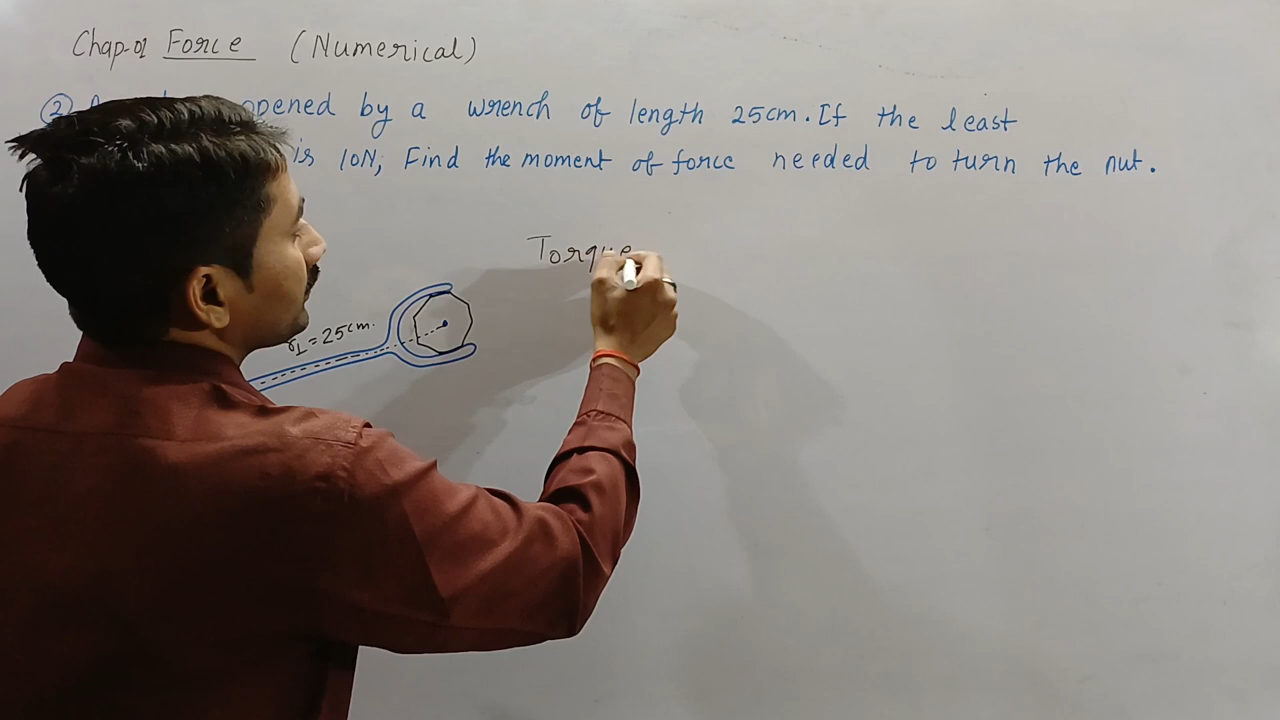 Chap-01 Force (Numerical)
② opened by a wrench of length 25cm. If the least
is 10N, Find the moment of force needed to turn the nut.
Torque
r⊥ = 25cm.